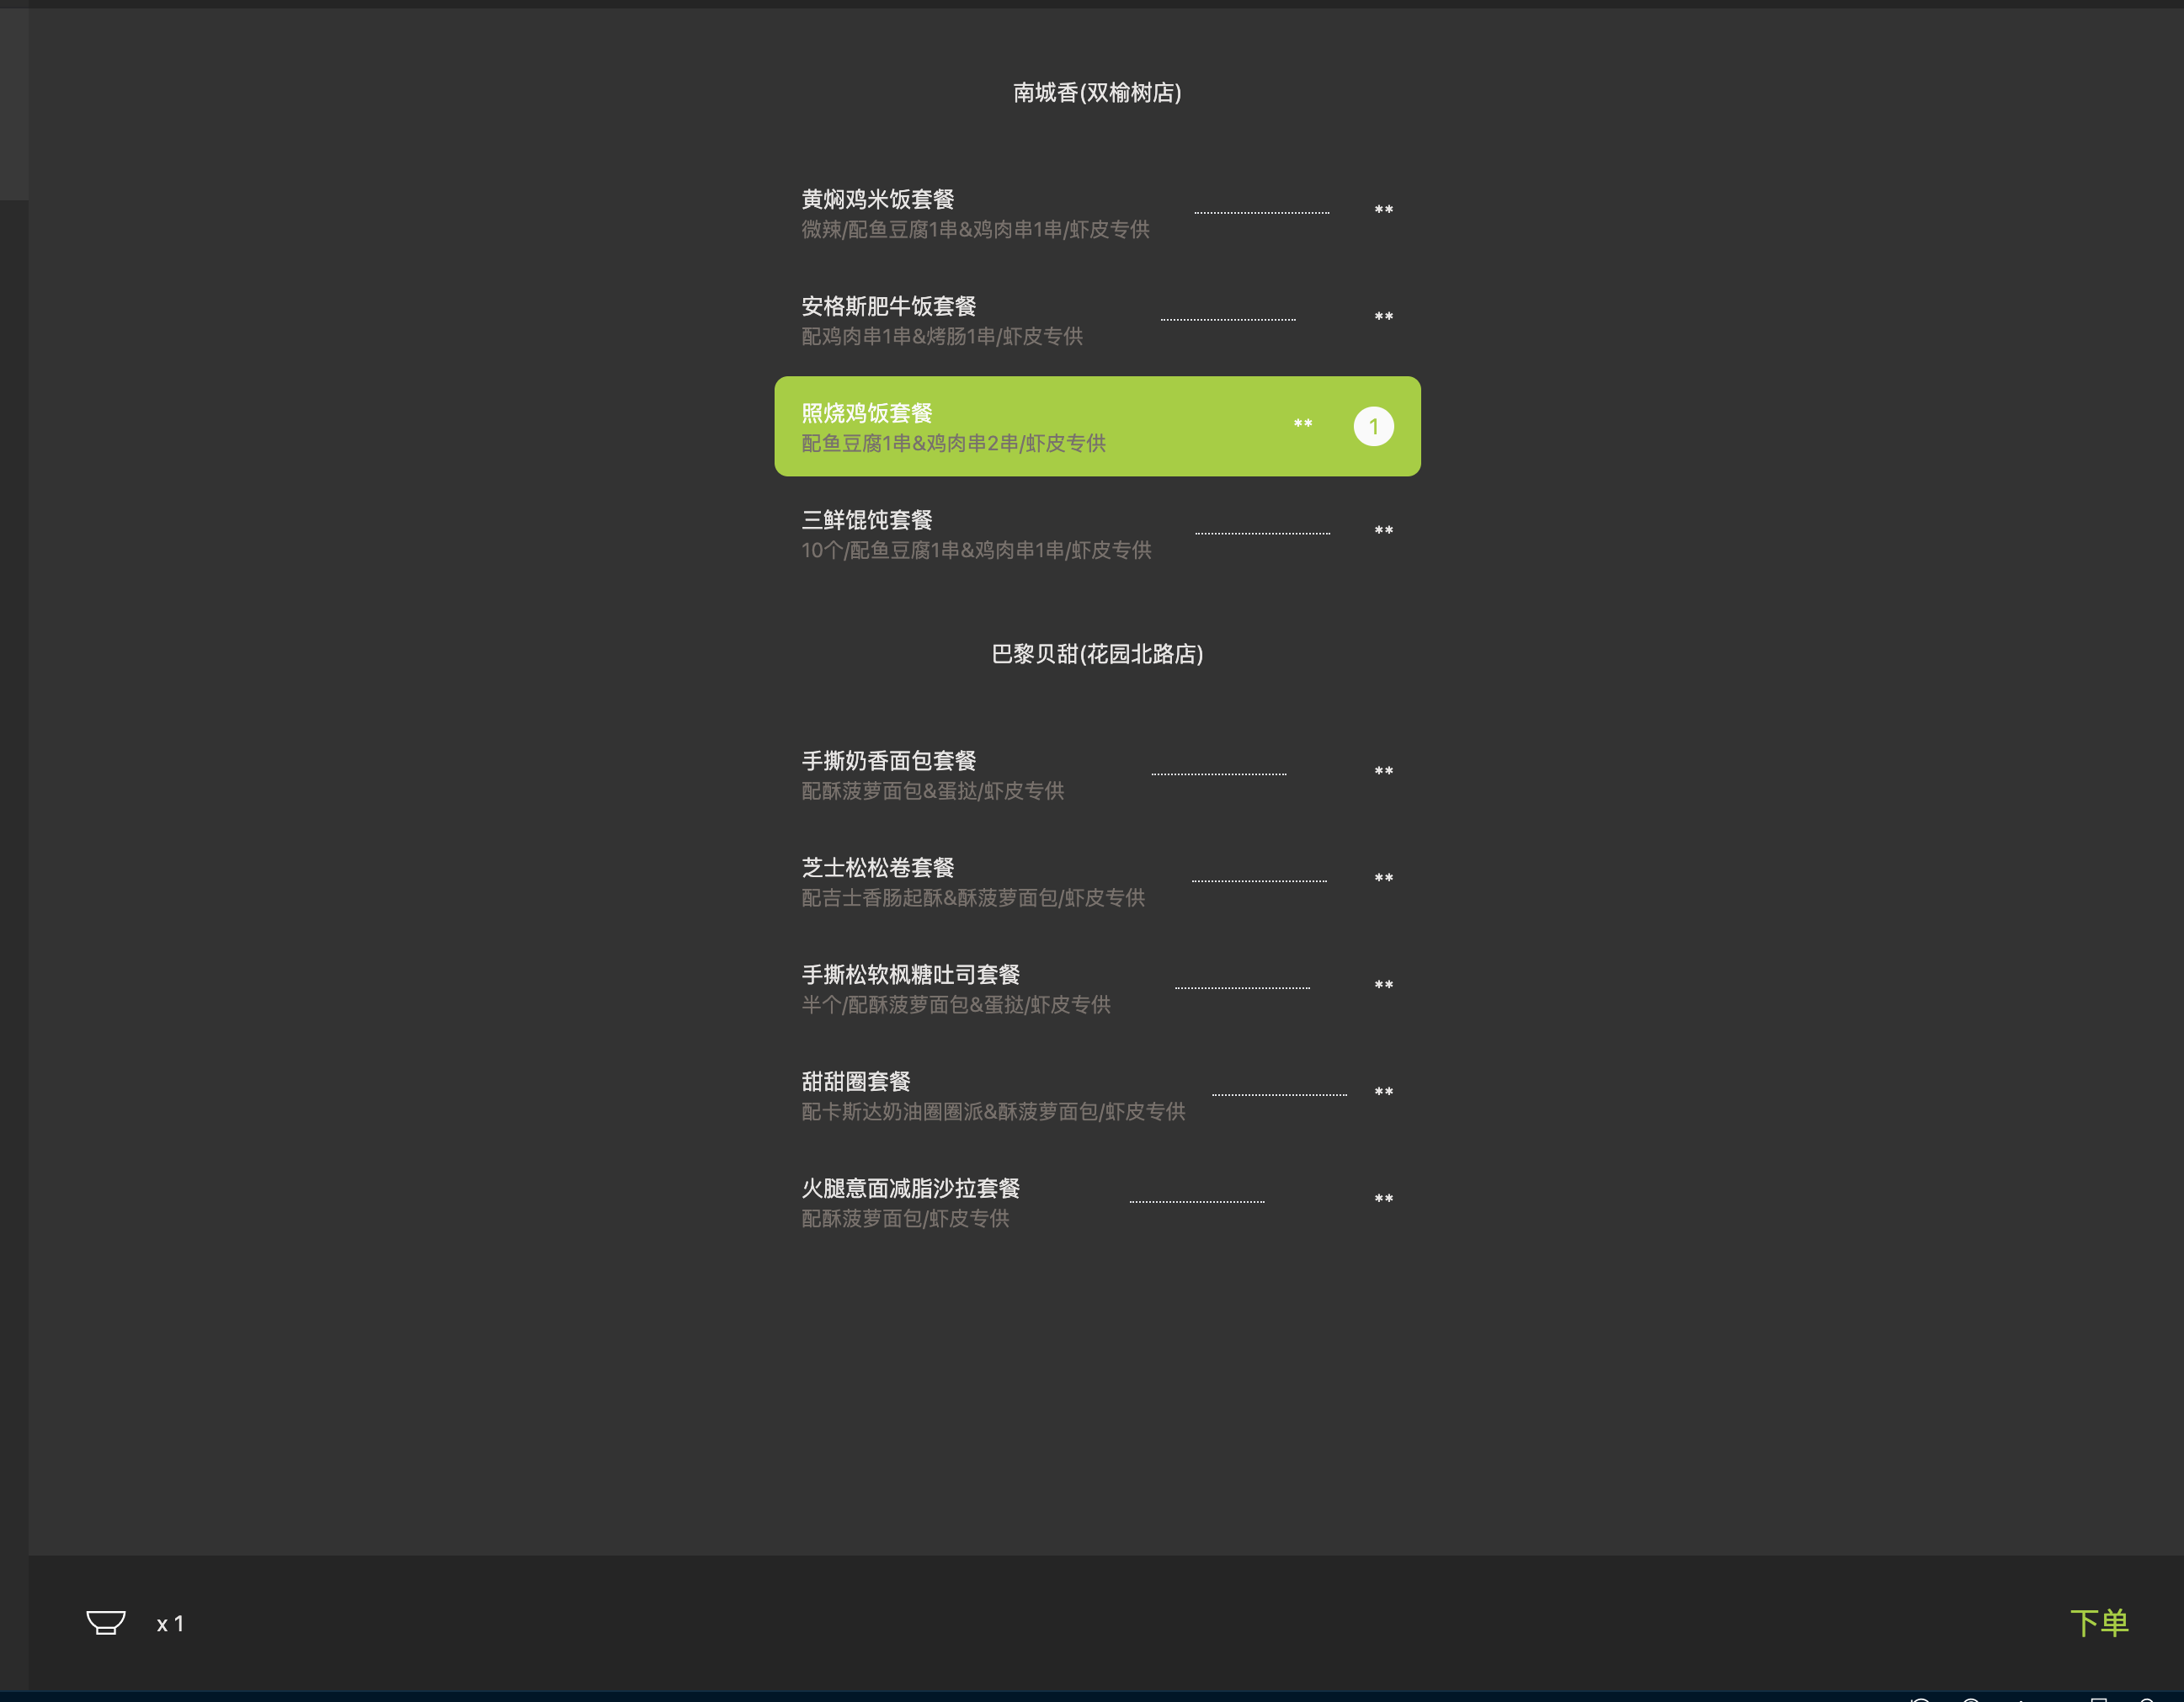 南城香(双榆树店)
黄焖鸡米饭套餐
微辣/配鱼豆腐1串&鸡肉串1串/虾皮专供
**
安格斯肥牛饭套餐
配鸡肉串1串&烤肠1串/虾皮专供
**
照烧鸡饭套餐
配鱼豆腐1串&鸡肉串2串/虾皮专供
** 1
三鲜馄饨套餐
10个/配鱼豆腐1串&鸡肉串1串/虾皮专供
**
巴黎贝甜(花园北路店)
手撕奶香面包套餐
配酥菠萝面包&蛋挞/虾皮专供
**
芝士松松卷套餐
配吉士香肠起酥&酥菠萝面包/虾皮专供
**
手撕松软枫糖吐司套餐
半个/配酥菠萝面包&蛋挞/虾皮专供
**
甜甜圈套餐
配卡斯达奶油圈圈派&酥菠萝面包/虾皮专供
**
火腿意面减脂沙拉套餐
配酥菠萝面包/虾皮专供
**
x 1
下单